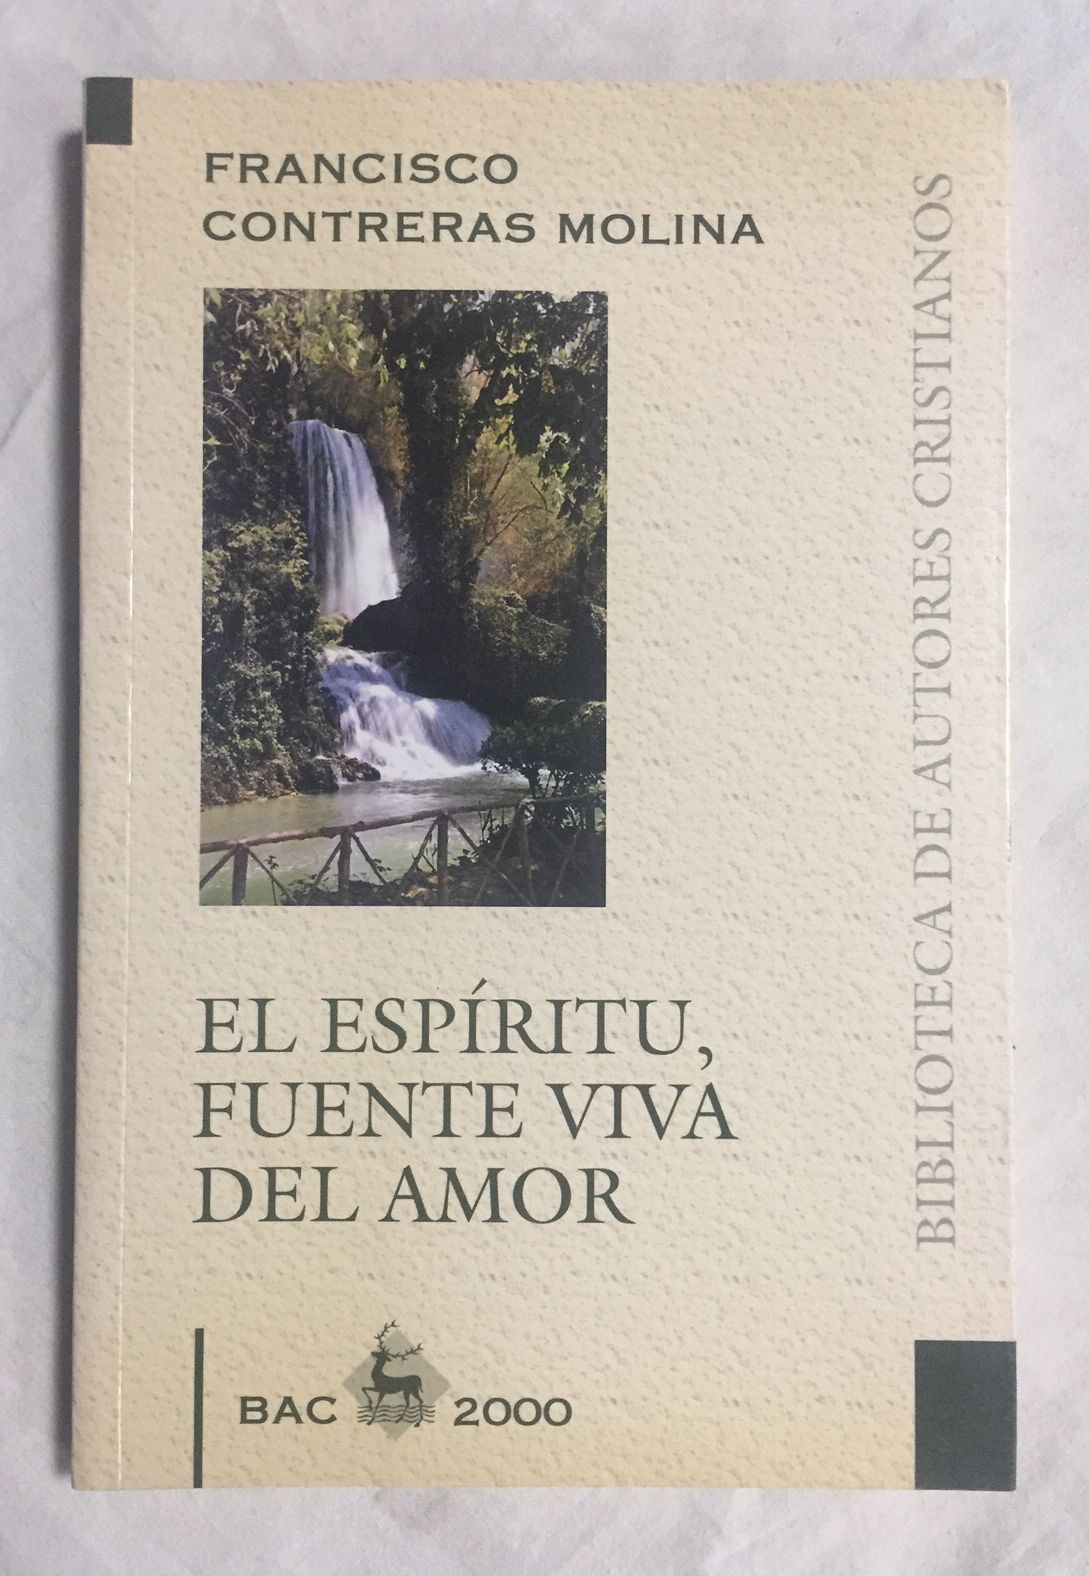 FRANCISCO
CONTRERAS MOLINA
EL ESPÍRITU,
FUENTE VIVA
DEL AMOR
BAC 2000
BIBLIOTECA DE AUTORES CRISTIANOS